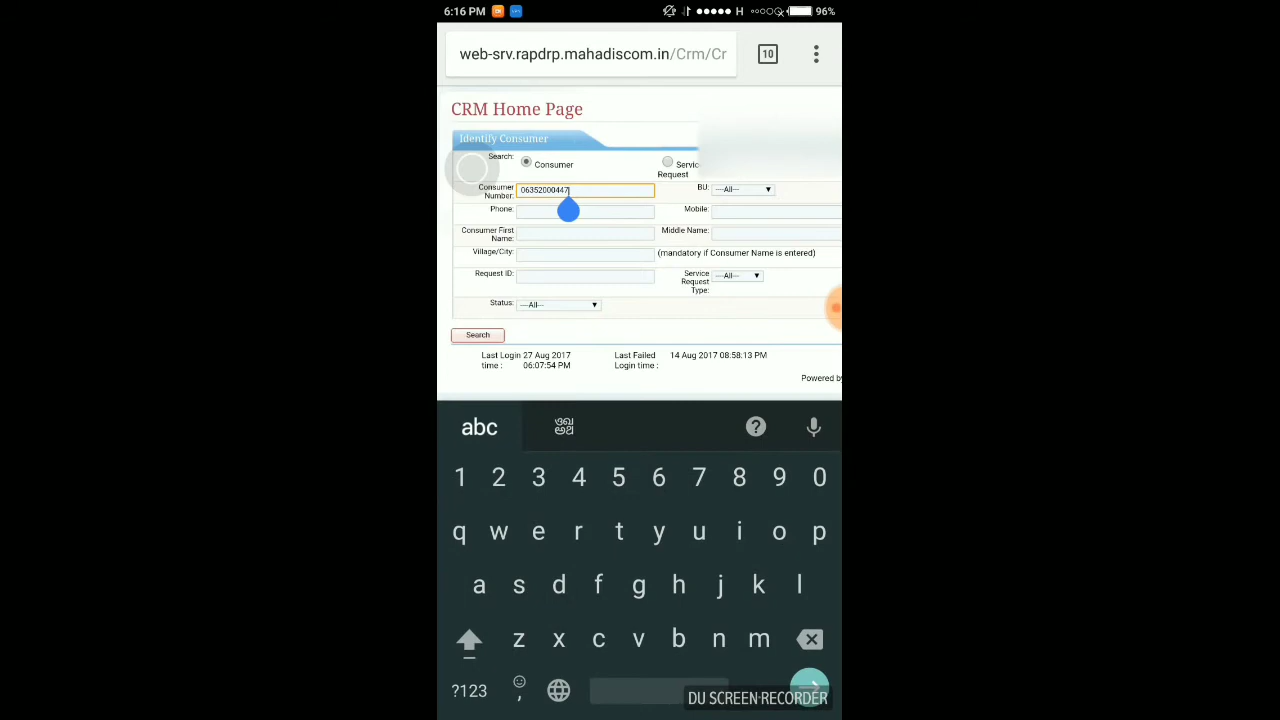 6:16 PM H 96%
web-srv.rapdrp.mahadiscom.in/Crm/Cr 10
CRM Home Page
Identify Consumer
Search: Consumer Servic
Request
Consumer Number: 06352000447 BU: ---All---
Phone: Mobile:
Consumer First Name: Middle Name:
Village/City: (mandatory if Consumer Name is entered)
Request ID: Service Request Type: ---All---
Status: ---All---
Search
Last Login time : 27 Aug 2017 06:07:54 PM Last Failed Login time : 14 Aug 2017 08:58:13 PM
Powered by
abc ?
1 2 3 4 5 6 7 8 9 0
q w e r t y u i o p
a s d f g h j k l
z x c v b n m
?123 ,
DU SCREEN RECORDER